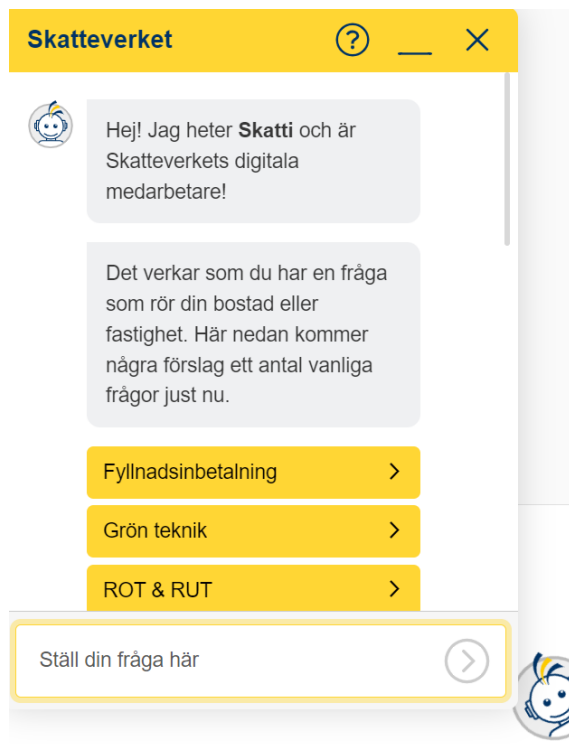 Skatteverket
Hej! Jag heter Skatti och är
Skatteverkets digitala
medarbetare!
Det verkar som du har en fråga
som rör din bostad eller
fastighet. Här nedan kommer
några förslag ett antal vanliga
frågor just nu.
Fyllnadsinbetalning
Grön teknik
ROT & RUT
Ställ din fråga här